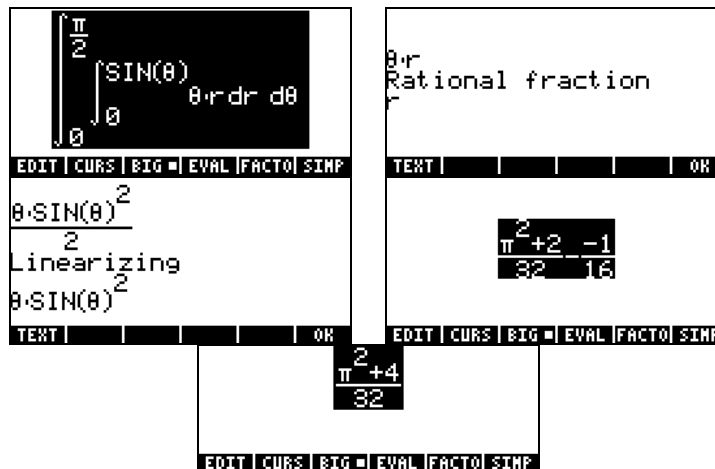 π
2
SIN(θ)
θ·r dr dθ
0
0
EDIT CURS BIG ■ EVAL FACTO SIMP
θ·r
Rational fraction
r
TEXT OK
θ·SIN(θ)2
2
Linearizing
θ·SIN(θ)2
TEXT OK
π2+2 - -1
32 16
EDIT CURS BIG ■ EVAL FACTO SIMP
π2+4
32
EDIT CURS BIG ■ EVAL FACTO SIMP